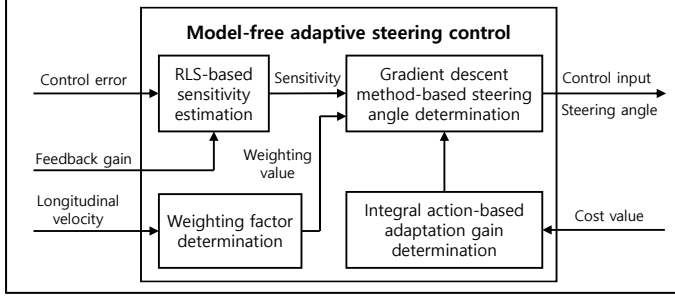 Model-free adaptive steering control
Control error
RLS-based
sensitivity
estimation
Sensitivity
Gradient descent
method-based steering
angle determination
Control input
Steering angle
Feedback gain
Weighting
value
Longitudinal
velocity
Weighting factor
determination
Integral action-based
adaptation gain
determination
Cost value